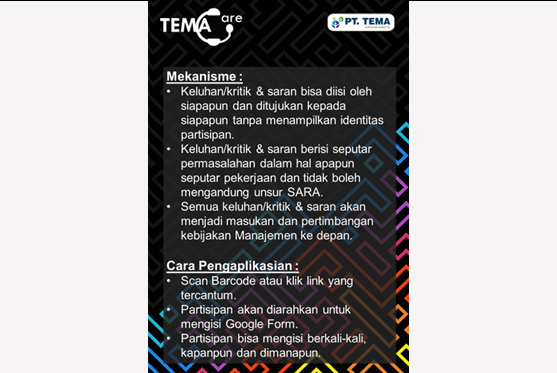 TEMA Care
PT. TEMA
Mekanisme :
• Keluhan/kritik & saran bisa diisi oleh
siapapun dan ditujukan kepada
siapapun tanpa menampilkan identitas
partisipan.
• Keluhan/kritik & saran berisi seputar
permasalahan dalam hal apapun
seputar pekerjaan dan tidak boleh
mengandung unsur SARA.
• Semua keluhan/kritik & saran akan
menjadi masukan dan pertimbangan
kebijakan Manajemen ke depan.
Cara Pengaplikasian :
• Scan Barcode atau klik link yang
tercantum.
• Partisipan akan diarahkan untuk
mengisi Google Form.
• Partisipan bisa mengisi berkali-kali,
kapanpun dan dimanapun.